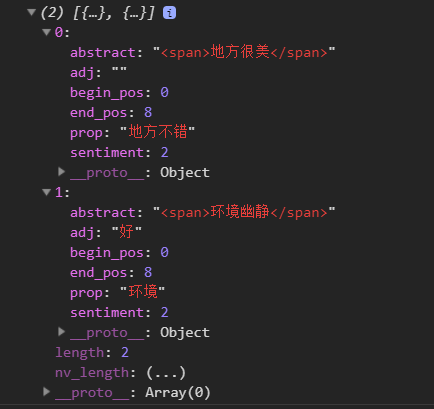 (2) [{…}, {…}] i
0:
abstract: "<span>地方很美</span>"
adj: ""
begin_pos: 0
end_pos: 8
prop: "地方不错"
sentiment: 2
__proto__: Object
1:
abstract: "<span>环境幽静</span>"
adj: "好"
begin_pos: 0
end_pos: 8
prop: "环境"
sentiment: 2
__proto__: Object
length: 2
nv_length: (...)
__proto__: Array(0)